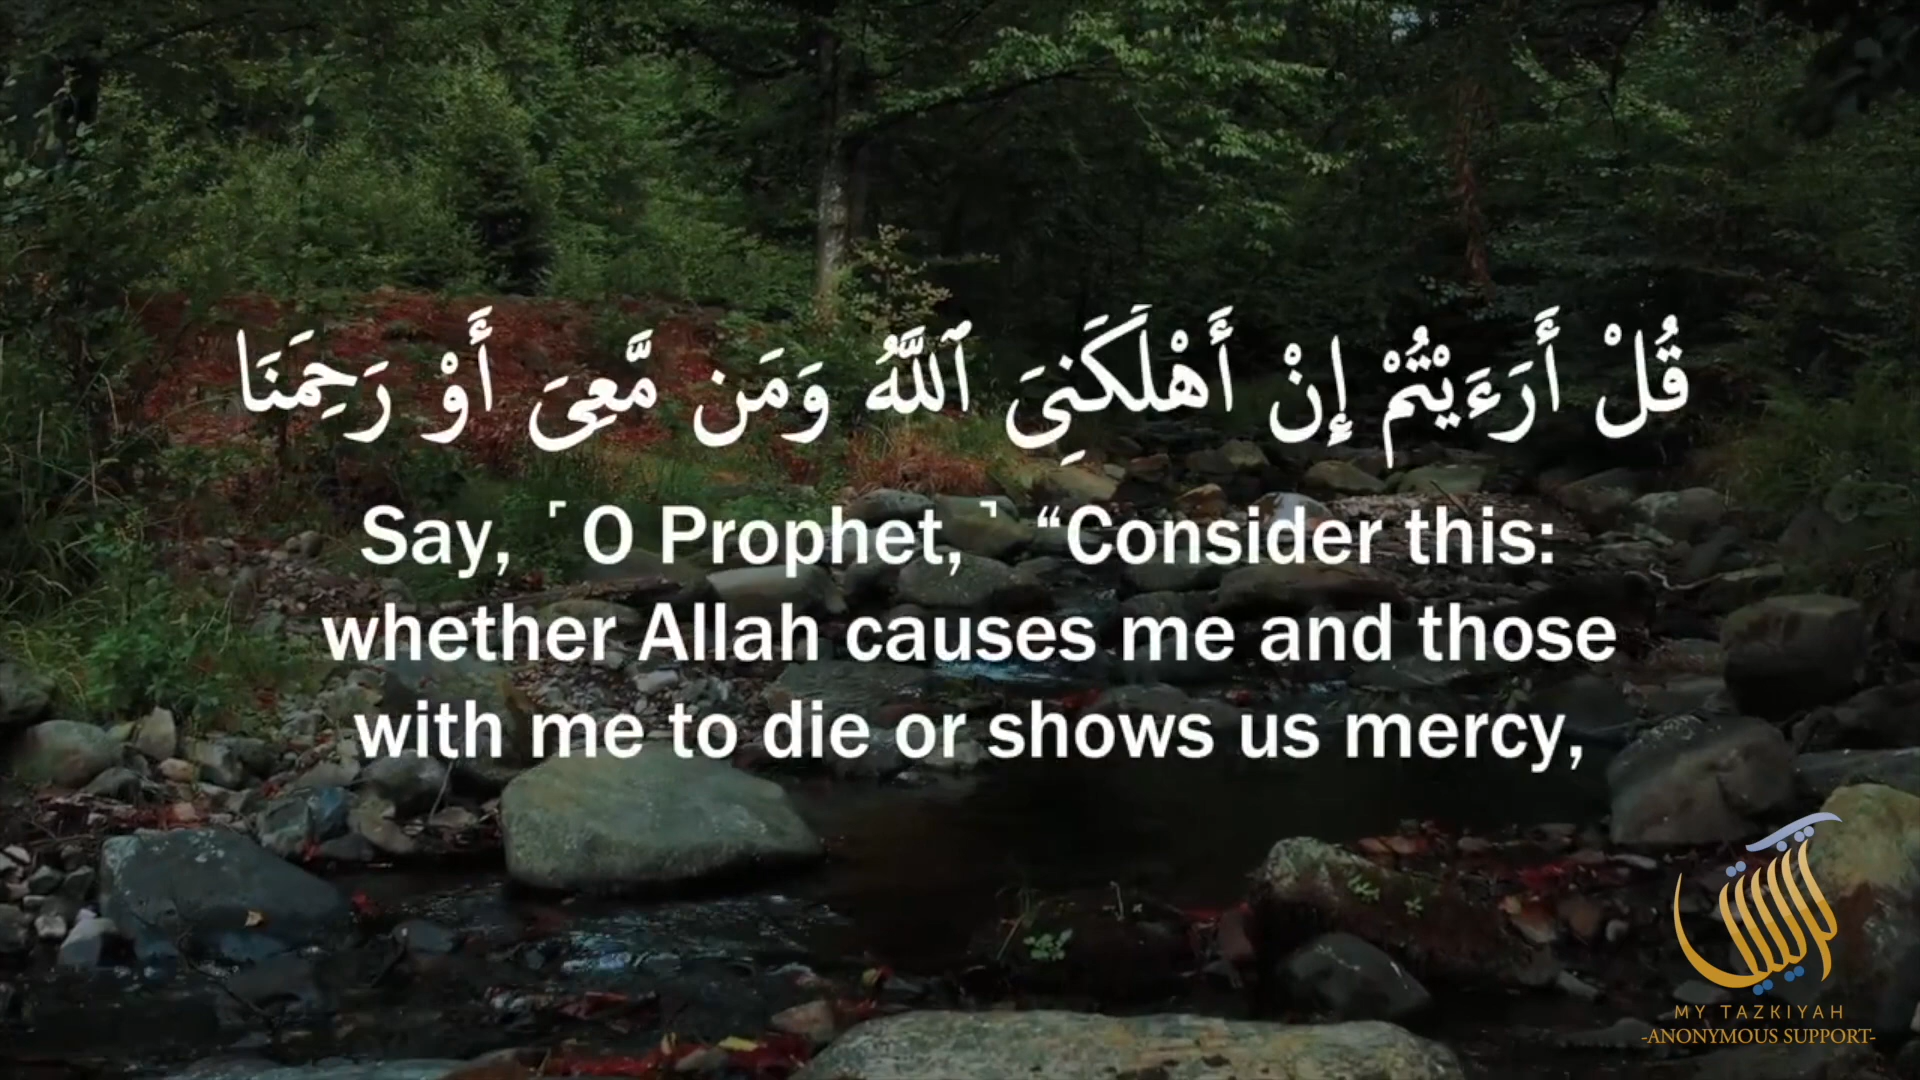 قُلْ أَرَءَيْتُمْ إِنْ أَهْلَكَنِىَ ٱللَّهُ وَمَن مَّعِىَ أَوْ رَحِمَنَا
Say, ˹O Prophet,˺ “Consider this:
whether Allah causes me and those
with me to die or shows us mercy,
MY TAZKIYAH
-ANONYMOUS SUPPORT-